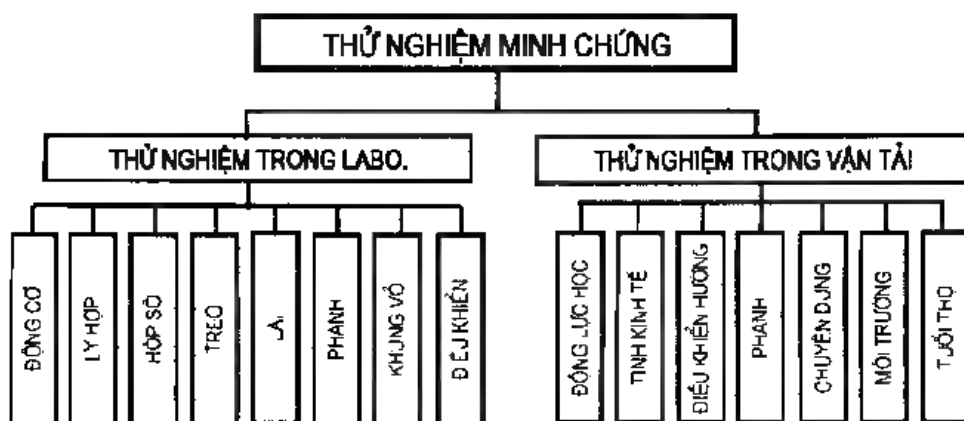 THỬ NGHIỆM MINH CHỨNG
THỬ NGHIỆM TRONG LABO.
THỬ NGHIỆM TRONG VẬN TẢI
ĐỘNG CƠ
LY HỢP
HỘP SỐ
TREO
LÁI
PHANH
KHUNG VỎ
ĐIỀU KHIỂN
ĐỘNG LỰC HỌC
TÍNH KINH TẾ
ĐIỀU KHIỂN HƯỚNG
PHANH
CHUYÊN DỤNG
MÔI TRƯỜNG
TUỔI THỌ